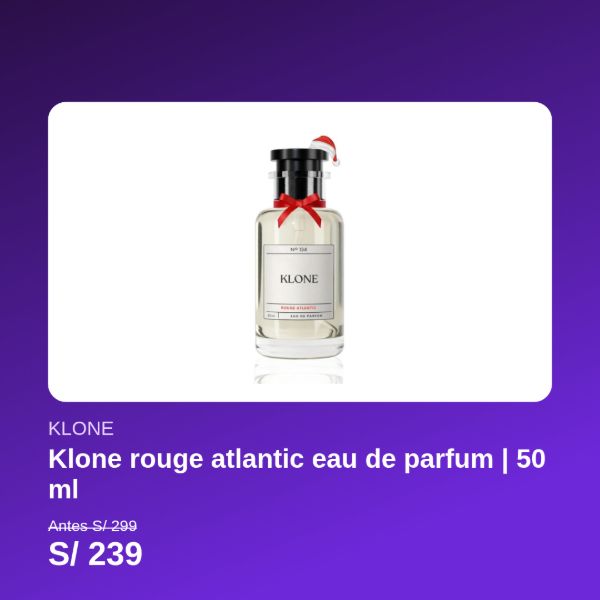 Nº 154
KLONE
ROUGE ATLANTIC
EAU DE PARFUM
KLONE
Klone rouge atlantic eau de parfum | 50
ml
Antes S/ 299
S/ 239